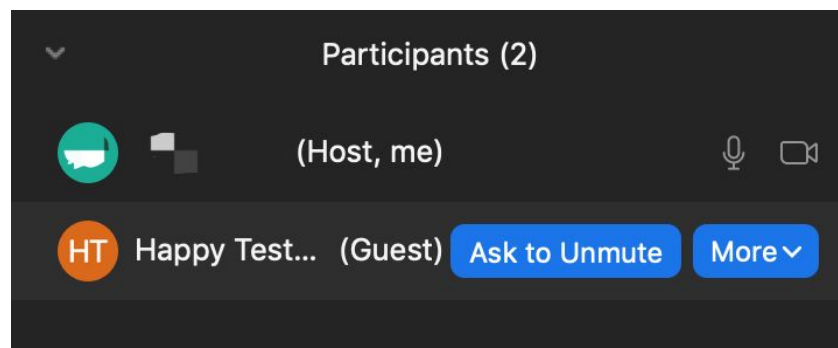 Participants (2)
(Host, me)
HT Happy Test... (Guest) Ask to Unmute More